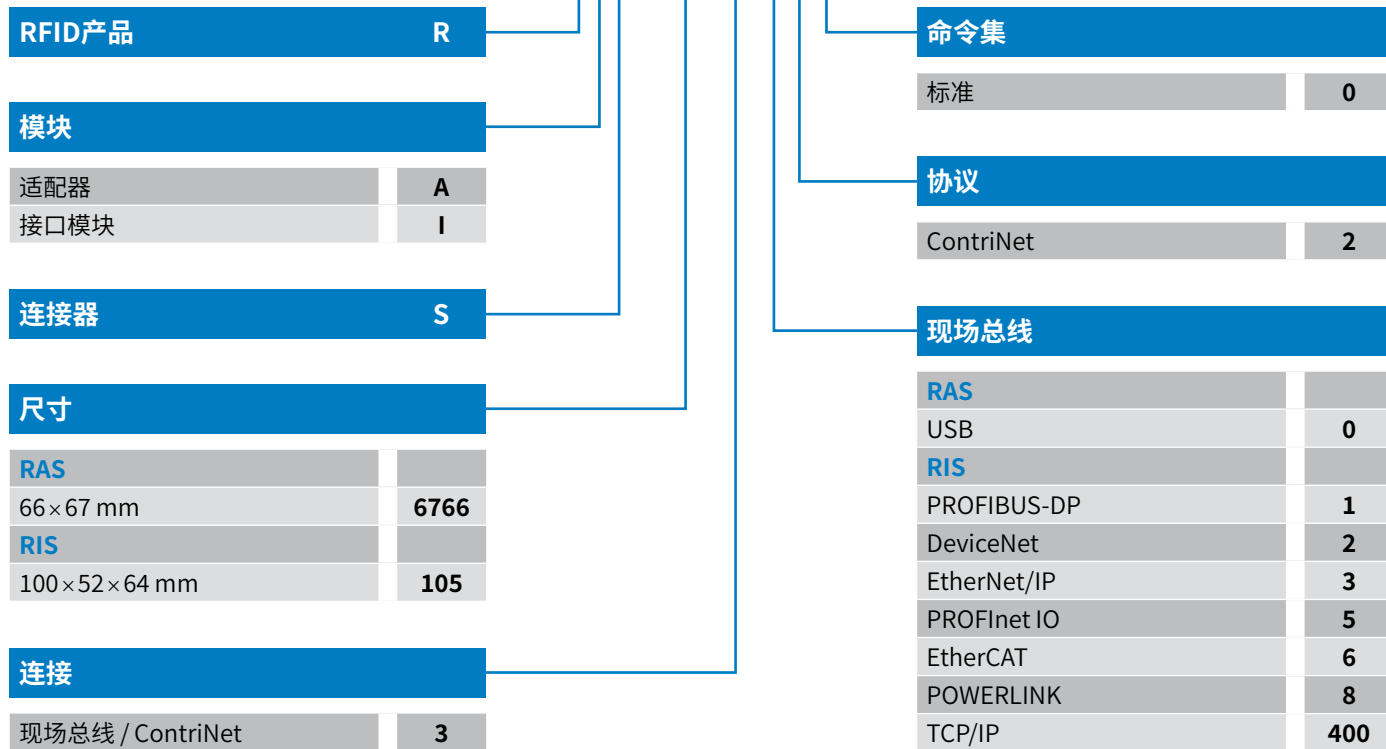 RFID产品 R
模块
适配器 A
接口模块 I
连接器 S
尺寸
RAS
66×67 mm 6766
RIS
100×52×64 mm 105
连接
现场总线 / ContriNet 3
命令集
标准 0
协议
ContriNet 2
现场总线
RAS
USB 0
RIS
PROFIBUS-DP 1
DeviceNet 2
EtherNet/IP 3
PROFInet IO 5
EtherCAT 6
POWERLINK 8
TCP/IP 400